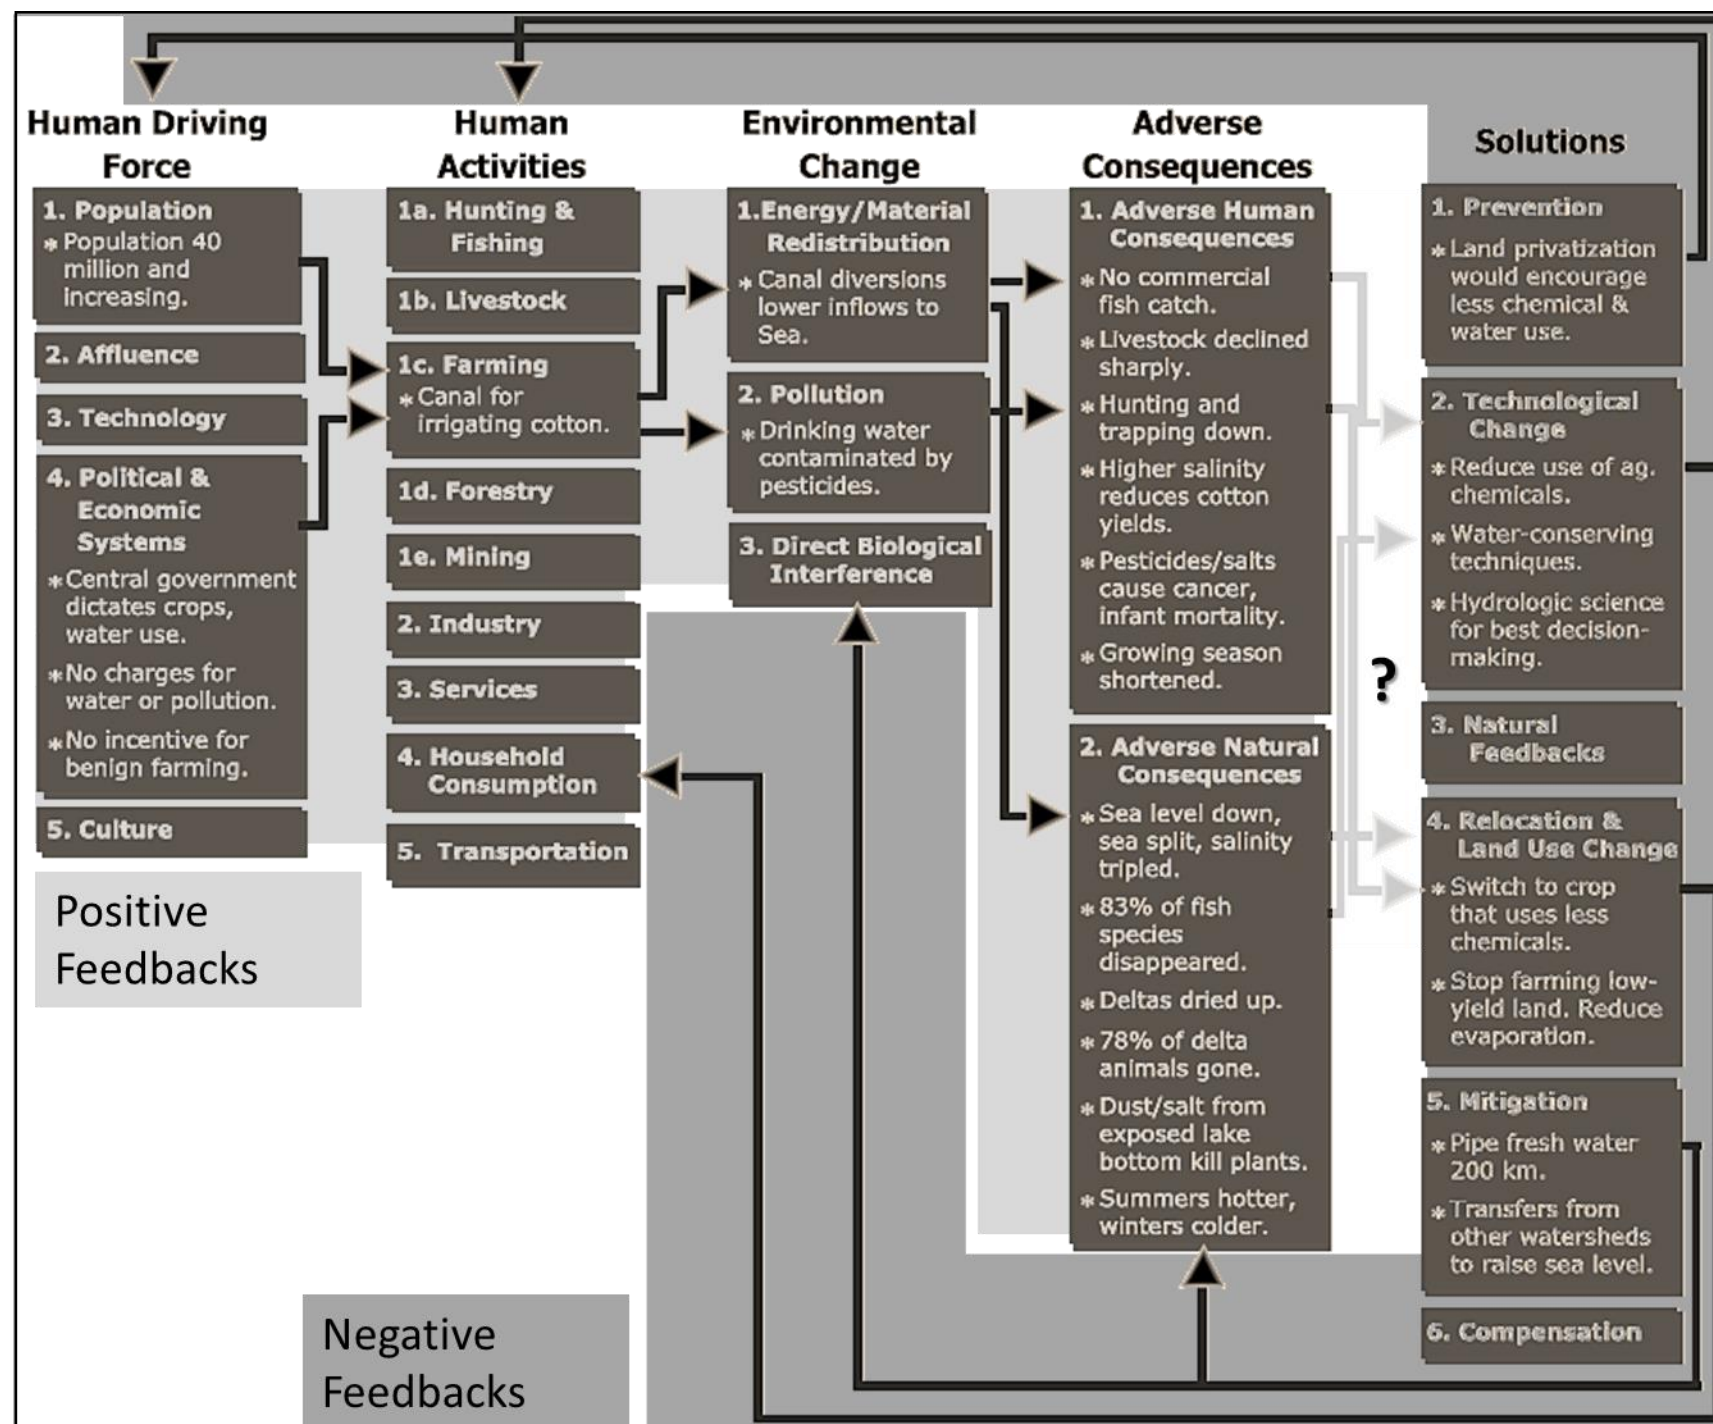 Human Driving
Force
1. Population
* Population 40
million and
increasing.
2. Affluence
3. Technology
4. Political &
Economic
Systems
* Central government
dictates crops,
water use.
* No charges for
water or pollution.
* No incentive for
benign farming.
5. Culture
Positive
Feedbacks
Human
Activities
1a. Hunting &
Fishing
1b. Livestock
1c. Farming
* Canal for
irrigating cotton.
1d. Forestry
1e. Mining
2. Industry
3. Services
4. Household
Consumption
5. Transportation
Negative
Feedbacks
Environmental
Change
1.Energy/Material
Redistribution
* Canal diversions
lower inflows to
Sea.
2. Pollution
* Drinking water
contaminated by
pesticides.
3. Direct Biological
Interference
Adverse
Consequences
1. Adverse Human
Consequences
* No commercial
fish catch.
* Livestock declined
sharply.
* Hunting and
trapping down.
* Higher salinity
reduces cotton
yields.
* Pesticides/salts
cause cancer,
infant mortality.
* Growing season
shortened.
2. Adverse Natural
Consequences
* Sea level down,
sea split, salinity
tripled.
* 83% of fish
species
disappeared.
* Deltas dried up.
* 78% of delta
animals gone.
* Dust/salt from
exposed lake
bottom kill plants.
* Summers hotter,
winters colder.
?
Solutions
1. Prevention
* Land privatization
would encourage
less chemical &
water use.
2. Technological
Change
* Reduce use of ag.
chemicals.
* Water-conserving
techniques.
* Hydrologic science
for best decision-
making.
3. Natural
Feedbacks
4. Relocation &
Land Use Change
* Switch to crop
that uses less
chemicals.
* Stop farming low-
yield land. Reduce
evaporation.
5. Mitigation
* Pipe fresh water
200 km.
* Transfers from
other watersheds
to raise sea level.
6. Compensation